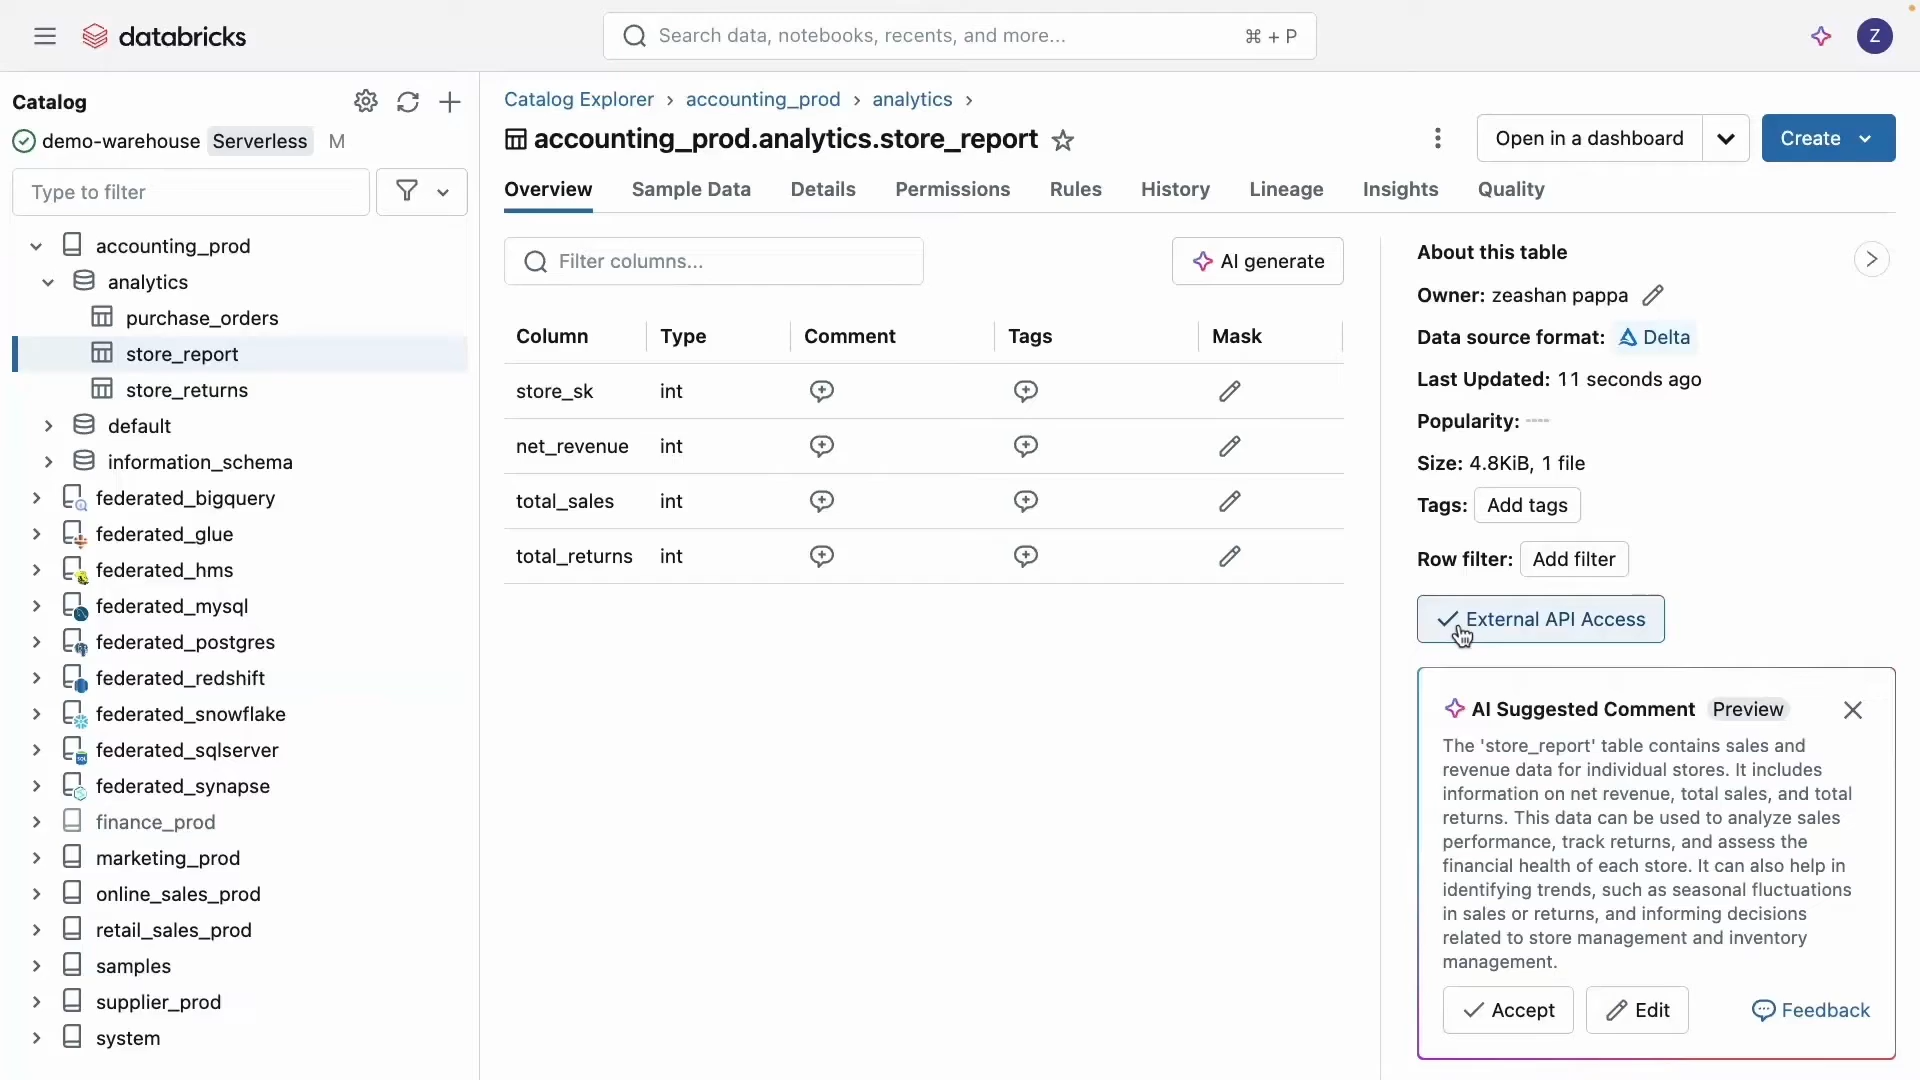 databricks
Search data, notebooks, recents, and more...
⌘ + P
Z
Catalog
demo-warehouse Serverless M
Type to filter
accounting_prod
analytics
purchase_orders
store_report
store_returns
default
information_schema
federated_bigquery
federated_glue
federated_hms
federated_mysql
federated_postgres
federated_redshift
federated_snowflake
federated_sqlserver
federated_synapse
finance_prod
marketing_prod
online_sales_prod
retail_sales_prod
samples
supplier_prod
system
Catalog Explorer › accounting_prod › analytics ›
accounting_prod.analytics.store_report
Open in a dashboard
Create
Overview Sample Data Details Permissions Rules History Lineage Insights Quality
Filter columns...
AI generate
Column Type Comment Tags Mask
store_sk int
net_revenue int
total_sales int
total_returns int
About this table
Owner: zeashan pappa
Data source format: Delta
Last Updated: 11 seconds ago
Popularity: ----
Size: 4.8KiB, 1 file
Tags: Add tags
Row filter: Add filter
External API Access
AI Suggested Comment Preview
The 'store_report' table contains sales and
revenue data for individual stores. It includes
information on net revenue, total sales, and total
returns. This data can be used to analyze sales
performance, track returns, and assess the
financial health of each store. It can also help in
identifying trends, such as seasonal fluctuations
in sales or returns, and informing decisions
related to store management and inventory
management.
Accept Edit Feedback